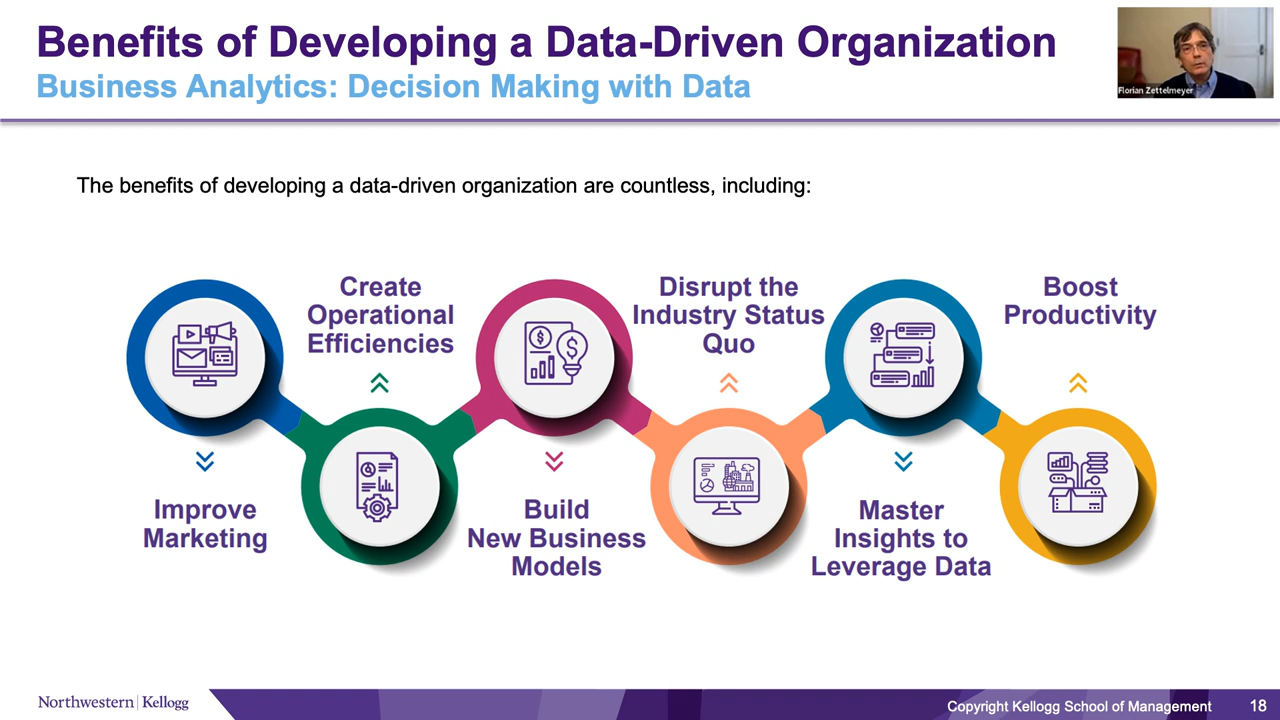 Benefits of Developing a Data-Driven Organization
Business Analytics: Decision Making with Data
Florian Zettelmeyer
The benefits of developing a data-driven organization are countless, including:
Improve
Marketing
Create
Operational
Efficiencies
Build
New Business
Models
Disrupt the
Industry Status
Quo
Master
Insights to
Leverage Data
Boost
Productivity
Northwestern | Kellogg
Copyright Kellogg School of Management 18